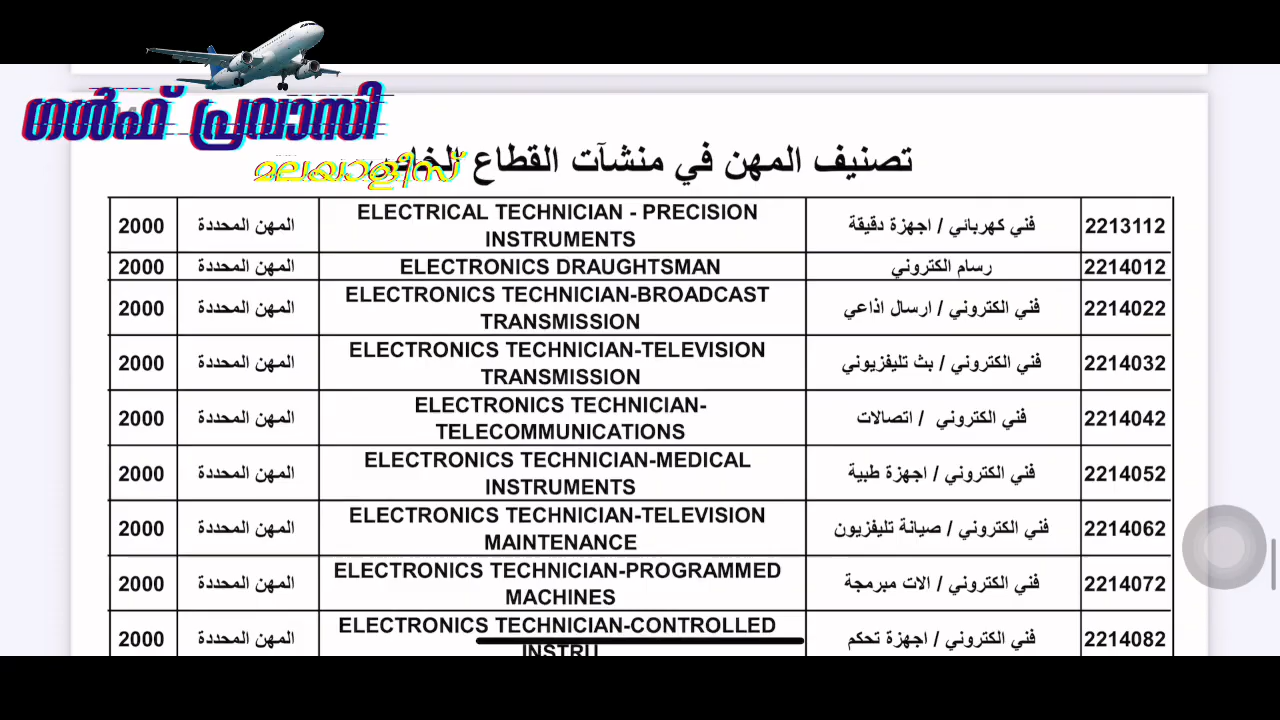 ഗൾഫ് പ്രവാസി
മലയാളീസ്
تصنيف المهن في منشآت القطاع
2213112 فني كهربائي / اجهزة دقيقة ELECTRICAL TECHNICIAN - PRECISION المهن المحددة 2000
INSTRUMENTS
2214012 رسام الكتروني ELECTRONICS DRAUGHTSMAN المهن المحددة 2000
2214022 فني الكتروني / ارسال اذاعي ELECTRONICS TECHNICIAN-BROADCAST المهن المحددة 2000
TRANSMISSION
2214032 فني الكتروني / بث تليفزيوني ELECTRONICS TECHNICIAN-TELEVISION المهن المحددة 2000
TRANSMISSION
2214042 فني الكتروني / اتصالات ELECTRONICS TECHNICIAN- المهن المحددة 2000
TELECOMMUNICATIONS
2214052 فني الكتروني / اجهزة طبية ELECTRONICS TECHNICIAN-MEDICAL المهن المحددة 2000
INSTRUMENTS
2214062 فني الكتروني / صيانة تليفزيون ELECTRONICS TECHNICIAN-TELEVISION المهن المحددة 2000
MAINTENANCE
2214072 فني الكتروني / الات مبرمجة ELECTRONICS TECHNICIAN-PROGRAMMED المهن المحددة 2000
MACHINES
2214082 فني الكتروني / اجهزة تحكم ELECTRONICS TECHNICIAN-CONTROLLED المهن المحددة 2000